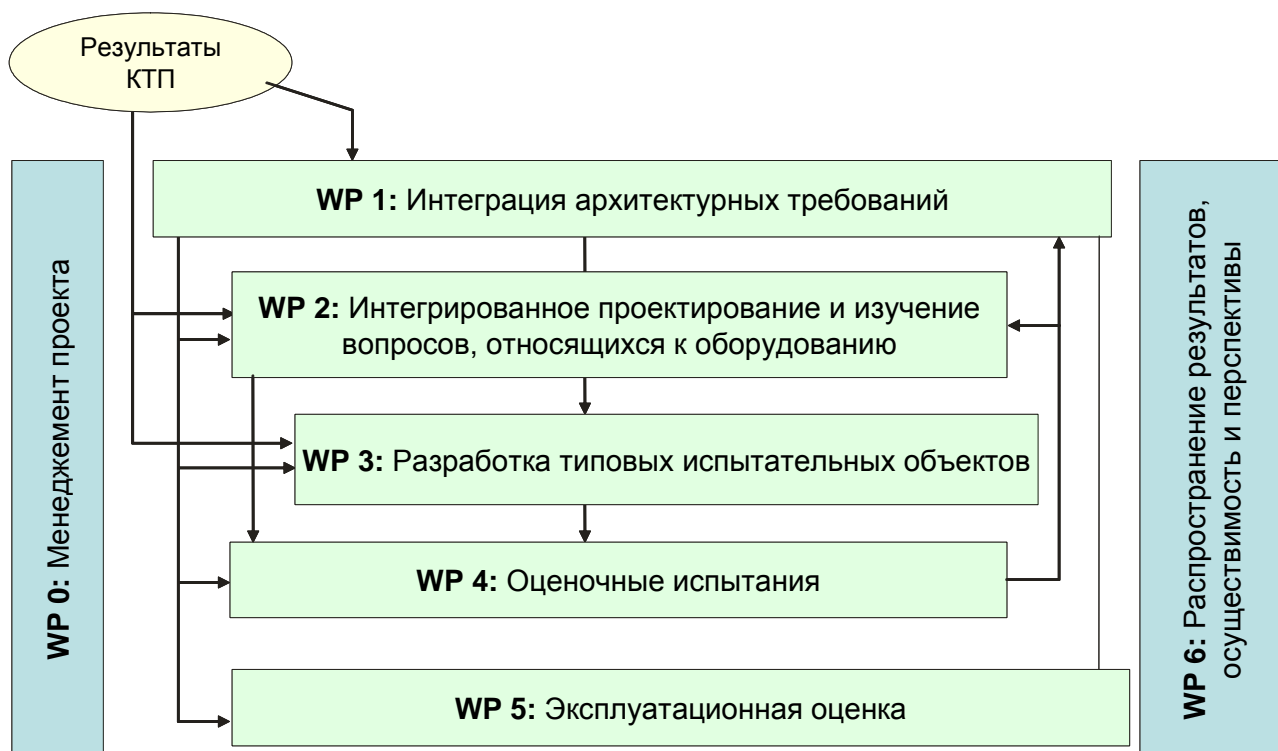 Результаты
КТП
WP 0: Менеджемент проекта
WP 1: Интеграция архитектурных требований
WP 2: Интегрированное проектирование и изучение
вопросов, относящихся к оборудованию
WP 3: Разработка типовых испытательных объектов
WP 4: Оценочные испытания
WP 5: Эксплуатационная оценка
WP 6: Распространение результатов,
осуществимость и перспективы